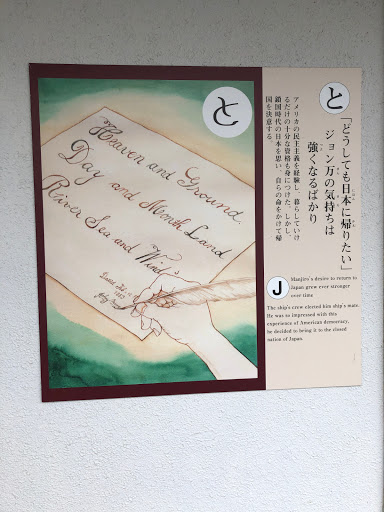 と
Heaven and Ground,
Day and Month Land
River Sea and Wind
と
「どうしても日本に帰りたい」
ジョン万の気持ちは
強くなるばかり
アメリカの民主主義を経験し、暮らしていけ
るだけの十分な資格も身につけた。しかし、
鎖国時代の日本を思い、自らの命をかけて帰
国を決意する。
J
Manjiro's desire to return to
Japan grew ever stronger
over time
The ship's crew elected him ship's mate.
He was so impressed with this
experience of American democracy,
he decided to bring it to the closed
nation of Japan.